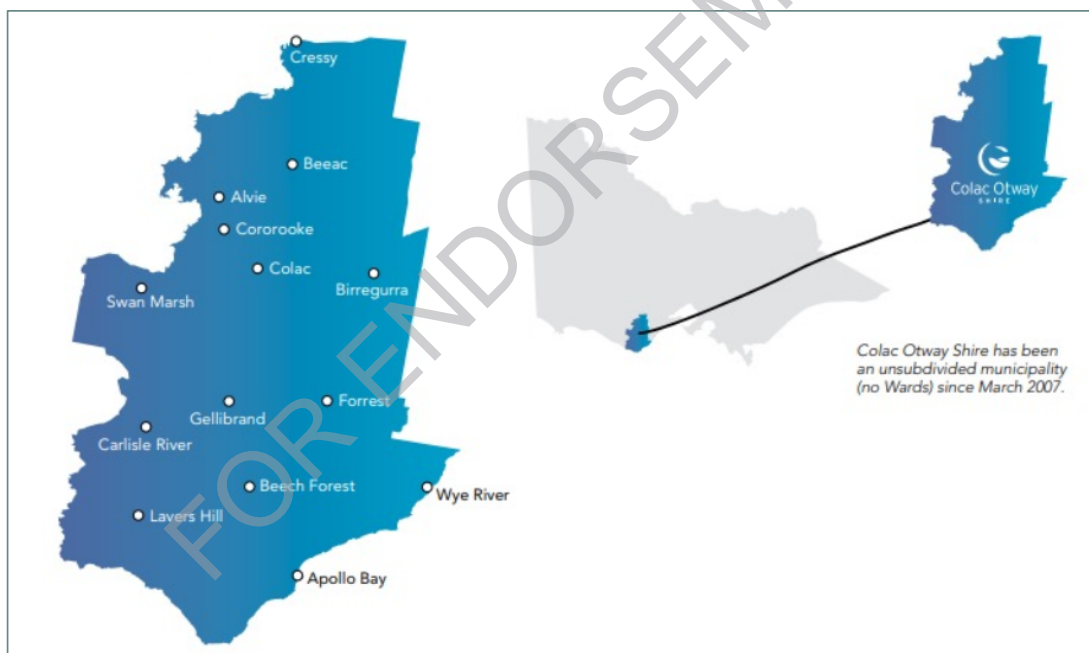 Cressy
Beeac
Alvie
Cororooke
Colac
Birregurra
Swan Marsh
Gellibrand
Forrest
Carlisle River
Beech Forest
Wye River
Lavers Hill
Apollo Bay
Colac Otway
SHIRE
Colac Otway Shire has been
an unsubdivided municipality
(no Wards) since March 2007.
FOR ENDORSEM